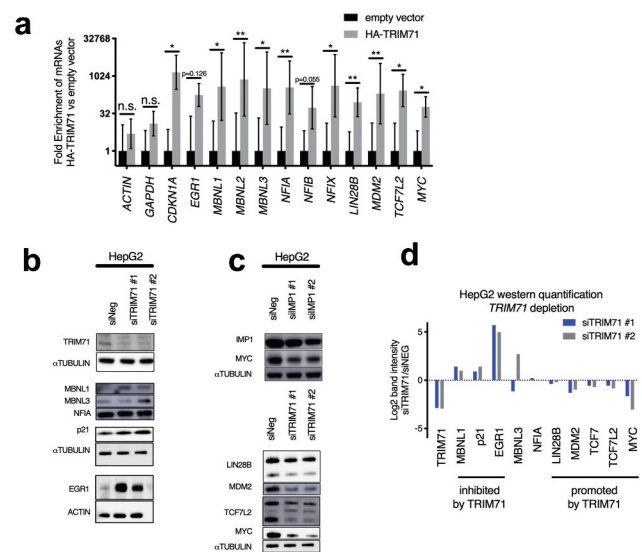 a
empty vector
HA-TRIM71
Fold Enrichment of mRNAs
HA-TRIM71 vs empty vector
32768
1024
32
1
n.s.
n.s.
*
p=0.126
*
**
*
**
p=0.055
*
**
**
*
*
ACTIN
GAPDH
CDKN1A
EGR1
MBNL1
MBNL2
MBNL3
NFIA
NFIB
NFIX
LIN28B
MDM2
TCF7L2
MYC
b
HepG2
siNeg
siTRIM71 #1
siTRIM71 #2
TRIM71
αTUBULIN
MBNL1
MBNL3
NFIA
p21
αTUBULIN
EGR1
ACTIN
c
HepG2
siNeg
siIMP1 #1
siIMP1 #2
IMP1
MYC
αTUBULIN
siNeg
siTRIM71 #1
siTRIM71 #2
LIN28B
MDM2
TCF7L2
MYC
αTUBULIN
d
HepG2 western quantification
TRIM71 depletion
siTRIM71 #1
siTRIM71 #2
Log2 band intensity
siTRIM71/siNEG
5
0
-5
TRIM71
MBNL1
p21
EGR1
MBNL3
NFIA
LIN28B
MDM2
TCF7
TCF7L2
MYC
inhibited
by TRIM71
promoted
by TRIM71